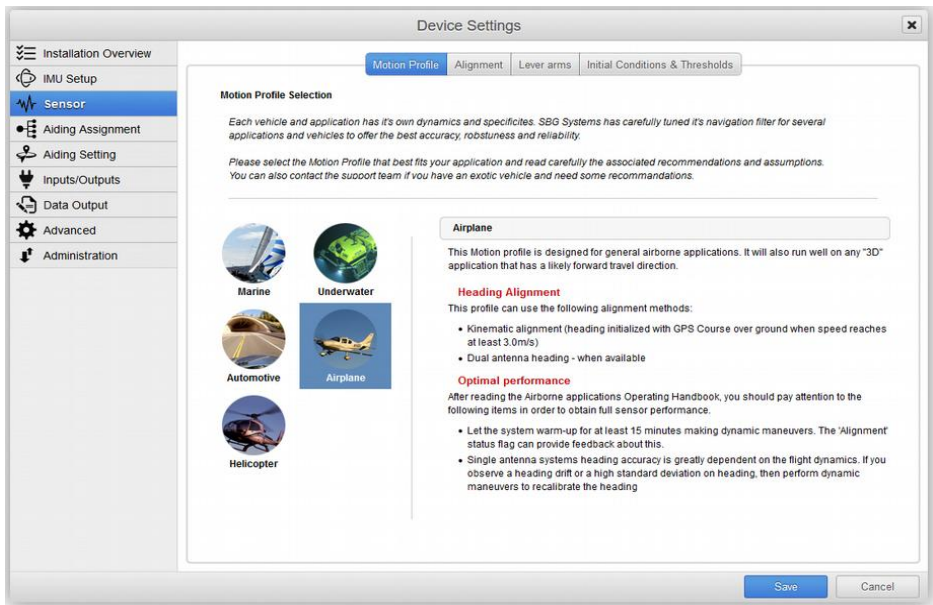 Device Settings
Installation Overview
IMU Setup
Sensor
Aiding Assignment
Aiding Setting
Inputs/Outputs
Data Output
Advanced
Administration
Motion Profile
Alignment
Lever arms
Initial Conditions & Thresholds
Motion Profile Selection
Each vehicle and application has it's own dynamics and specificites. SBG Systems has carefully tuned it's navigation filter for several
applications and vehicles to offer the best accuracy, robustness and reliability.
Please select the Motion Profile that best fits your application and read carefully the associated recommendations and assumptions.
You can also contact the support team if you have an exotic vehicle and need some recommandations.
Marine
Underwater
Automotive
Airplane
Helicopter
Airplane
This Motion profile is designed for general airborne applications. It will also run well on any "3D"
application that has a likely forward travel direction.
Heading Alignment
This profile can use the following alignment methods:
• Kinematic alignment (heading initialized with GPS Course over ground when speed reaches
at least 3.0m/s)
• Dual antenna heading - when available
Optimal performance
After reading the Airborne applications Operating Handbook, you should pay attention to the
following items in order to obtain full sensor performance.
• Let the system warm-up for at least 15 minutes making dynamic maneuvers. The 'Alignment'
status flag can provide feedback about this.
• Single antenna systems heading accuracy is greatly dependent on the flight dynamics. If you
observe a heading drift or a high standard deviation on heading, then perform dynamic
maneuvers to recalibrate the heading
Save
Cancel